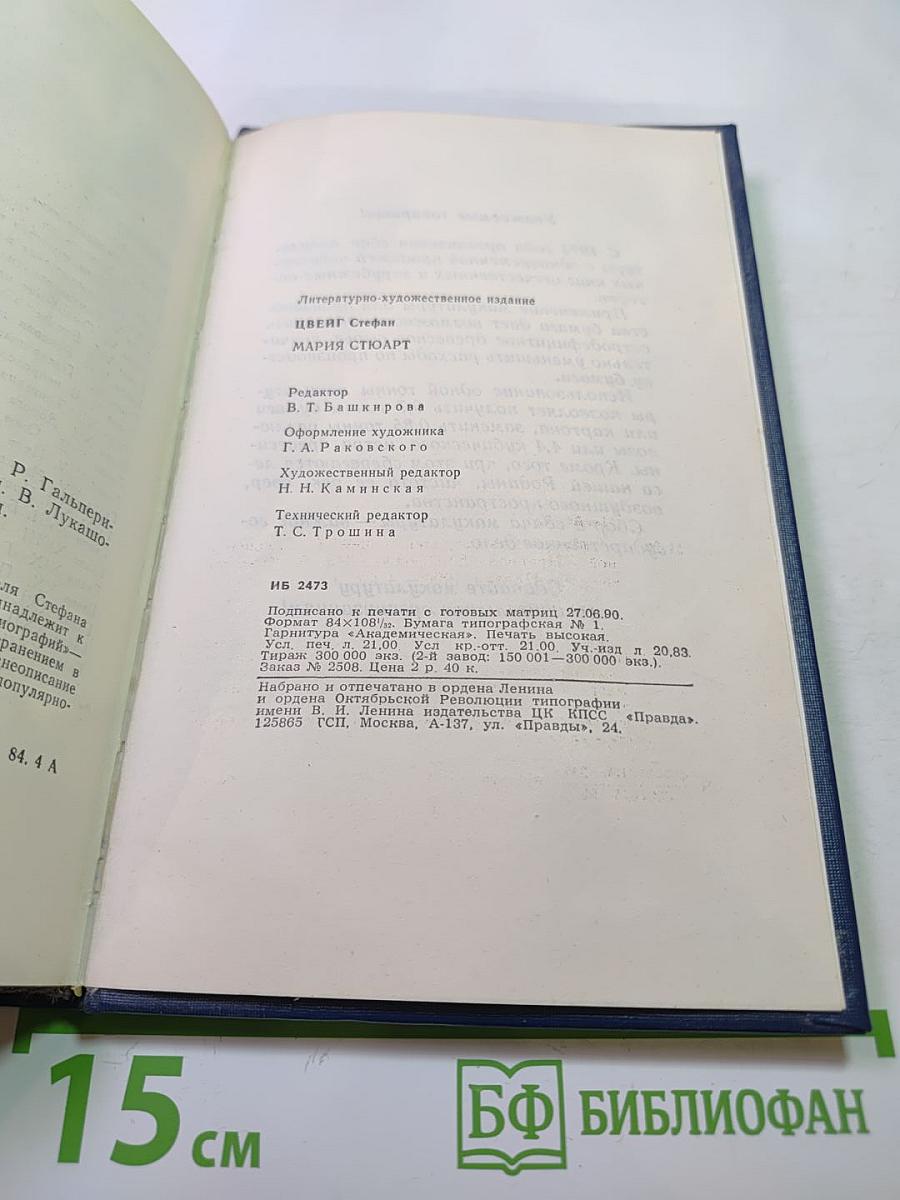 Р. Гальпери-
В. Лукашо-
ля Стефана
инадлежит к
иографий»—
ранением в
неописание
популярно-
84. 4 А
Литературно-художественное издание
ЦВЕЙГ Стефан
МАРИЯ СТЮАРТ
Редактор
В. Т. Башкирова
Оформление художника
Г. А. Раковского
Художественный редактор
Н. Н. Каминская
Технический редактор
Т. С. Трошина
ИБ 2473
Подписано к печати с готовых матриц 27.06.90.
Формат 84×108¹/₃₂. Бумага типографская № 1.
Гарнитура «Академическая». Печать высокая.
Усл. печ. л. 21,00. Усл кр.-отт. 21.00. Уч.-изд л 20,83.
Тираж 300 000 экз. (2-й завод: 150 001—300 000 экз.).
Заказ № 2508. Цена 2 р. 40 к.
Набрано и отпечатано в ордена Ленина
и ордена Октябрьской Революции типографии
имени В. И. Ленина издательства ЦК КПСС «Правда».
125865 ГСП, Москва, А-137, ул. «Правды», 24.
15 см
БФ БИБЛИОФАН